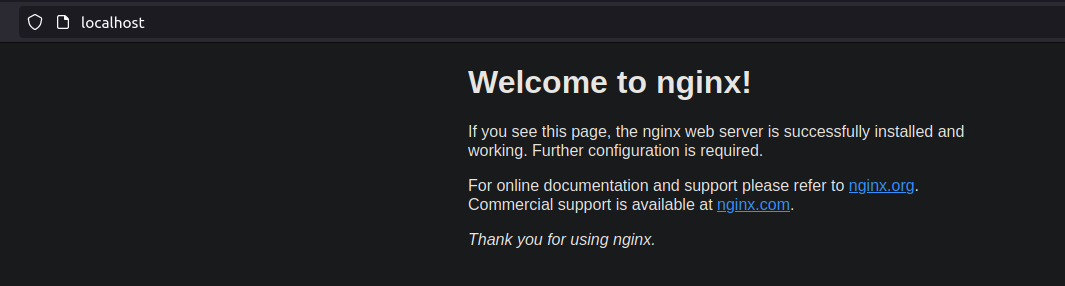 localhost
Welcome to nginx!
If you see this page, the nginx web server is successfully installed and
working. Further configuration is required.
For online documentation and support please refer to nginx.org.
Commercial support is available at nginx.com.
Thank you for using nginx.